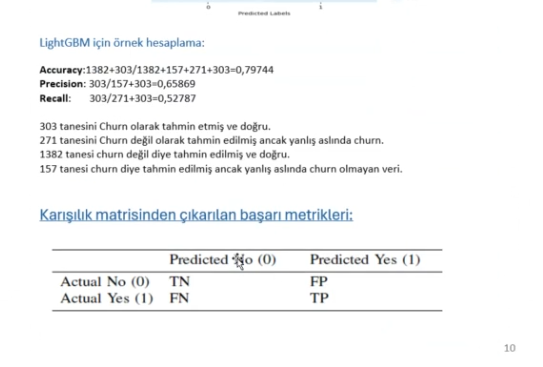 0 1
Predicted Labels
LightGBM için örnek hesaplama:
Accuracy:1382+303/1382+157+271+303=0,79744
Precision: 303/157+303=0,65869
Recall: 303/271+303=0,52787
303 tanesini Churn olarak tahmin etmiş ve doğru.
271 tanesini Churn değil olarak tahmin edilmiş ancak yanlış aslında churn.
1382 tanesi churn değil diye tahmin edilmiş ve doğru.
157 tanesi churn diye tahmin edilmiş ancak yanlış aslında churn olmayan veri.
Karışılık matrisinden çıkarılan başarı metrikleri:
Predicted No (0) Predicted Yes (1)
Actual No (0) TN FP
Actual Yes (1) FN TP
10